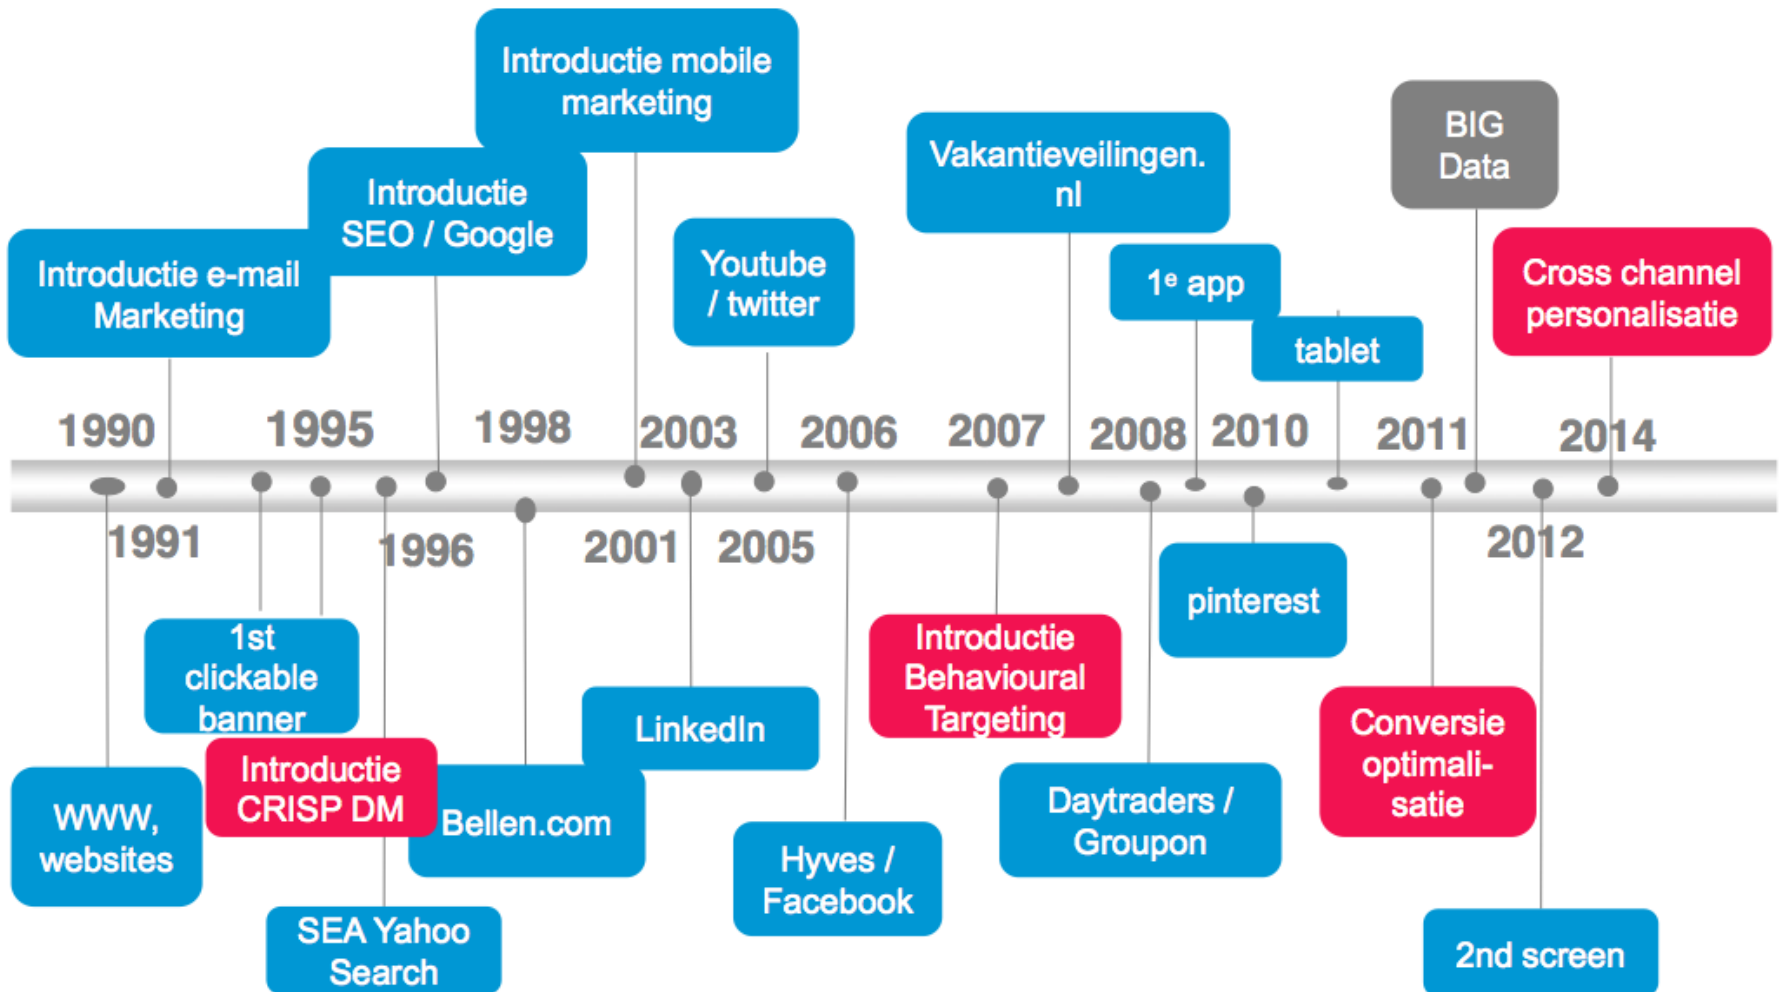 Introductie mobile
marketing
Introductie
SEO / Google
Introductie e-mail
Marketing
Youtube
/ twitter
Vakantieveilingen.
nl
1e app
tablet
BIG
Data
Cross channel
personalisatie
1990
1995
1998
2003
2006
2007
2008
2010
2011
2014
1991
1996
2001
2005
2012
1st
clickable
banner
Introductie
CRISP DM
WWW,
websites
SEA Yahoo
Search
Bellen.com
LinkedIn
Hyves /
Facebook
Introductie
Behavioural
Targeting
Daytraders /
Groupon
pinterest
Conversie
optimali-
satie
2nd screen